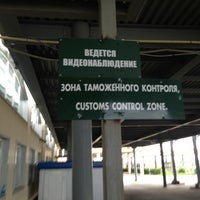 ВЕДЕТСЯ
ВИДЕОНАБЛЮДЕНИЕ
ЗОНА ТАМОЖЕННОГО КОНТРОЛЯ,
CUSTOMS CONTROL ZONE.